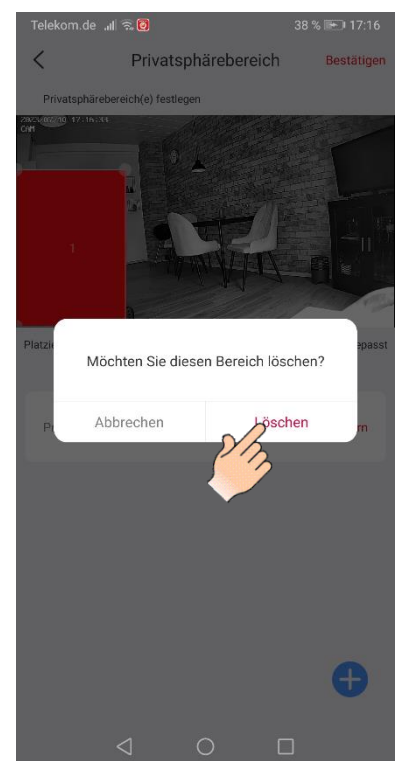 Telekom.de 38 % 17:16
Privatsphärebereich Bestätigen
Privatsphärebereich(e) festlegen
CAM
1
Möchten Sie diesen Bereich löschen?
Abbrechen Löschen